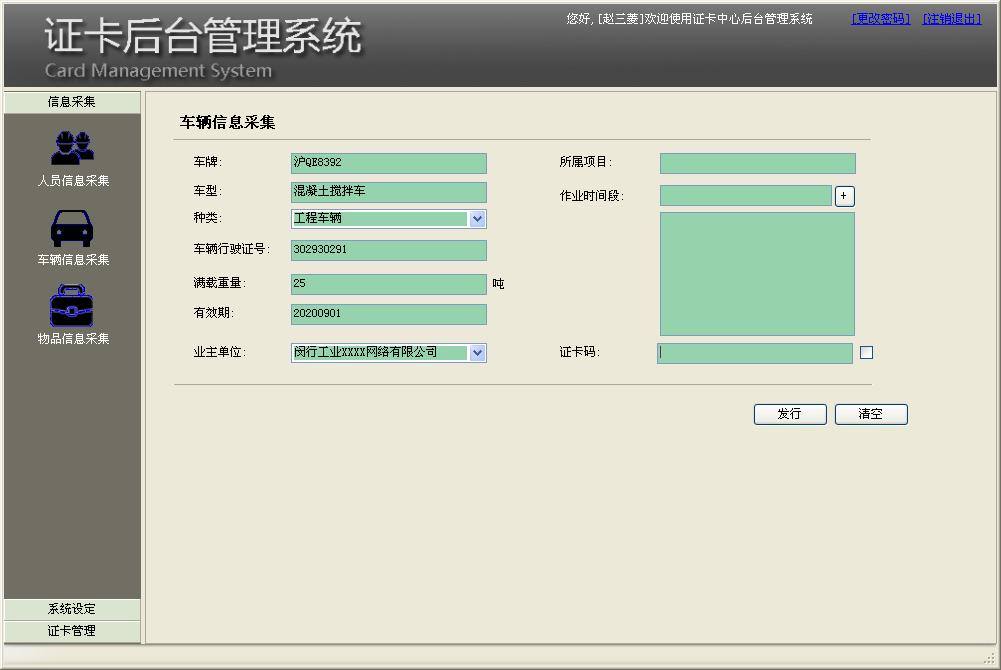 证卡后台管理系统
Card Management System
您好, [赵三菱]欢迎使用证卡中心后台管理系统 [更改密码] [注销退出]
信息采集
人员信息采集
车辆信息采集
物品信息采集
系统设定
证卡管理
车辆信息采集
车牌: 沪QE8392
车型: 混凝土搅拌车
种类: 工程车辆
车辆行驶证号: 302930291
满载重量: 25 吨
有效期: 20200901
业主单位: 闵行工业XXXX网络有限公司
所属项目:
作业时间段: +
证卡码:
发行 清空